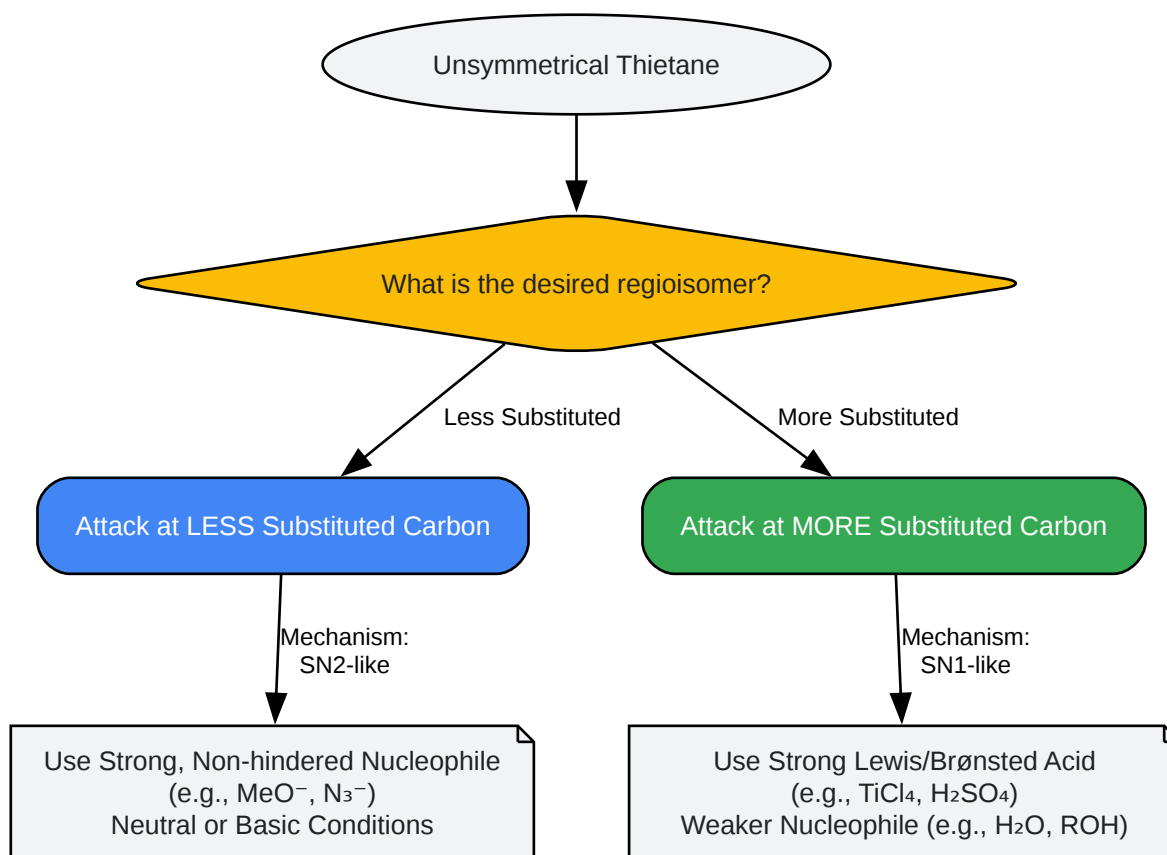 Unsymmetrical Thietane
What is the desired regioisomer?
Less Substituted
More Substituted
Attack at LESS Substituted Carbon
Attack at MORE Substituted Carbon
Mechanism:
SN2-like
Mechanism:
SN1-like
Use Strong, Non-hindered Nucleophile
(e.g., MeO⁻, N₃⁻)
Neutral or Basic Conditions
Use Strong Lewis/Brønsted Acid
(e.g., TiCl₄, H₂SO₄)
Weaker Nucleophile (e.g., H₂O, ROH)